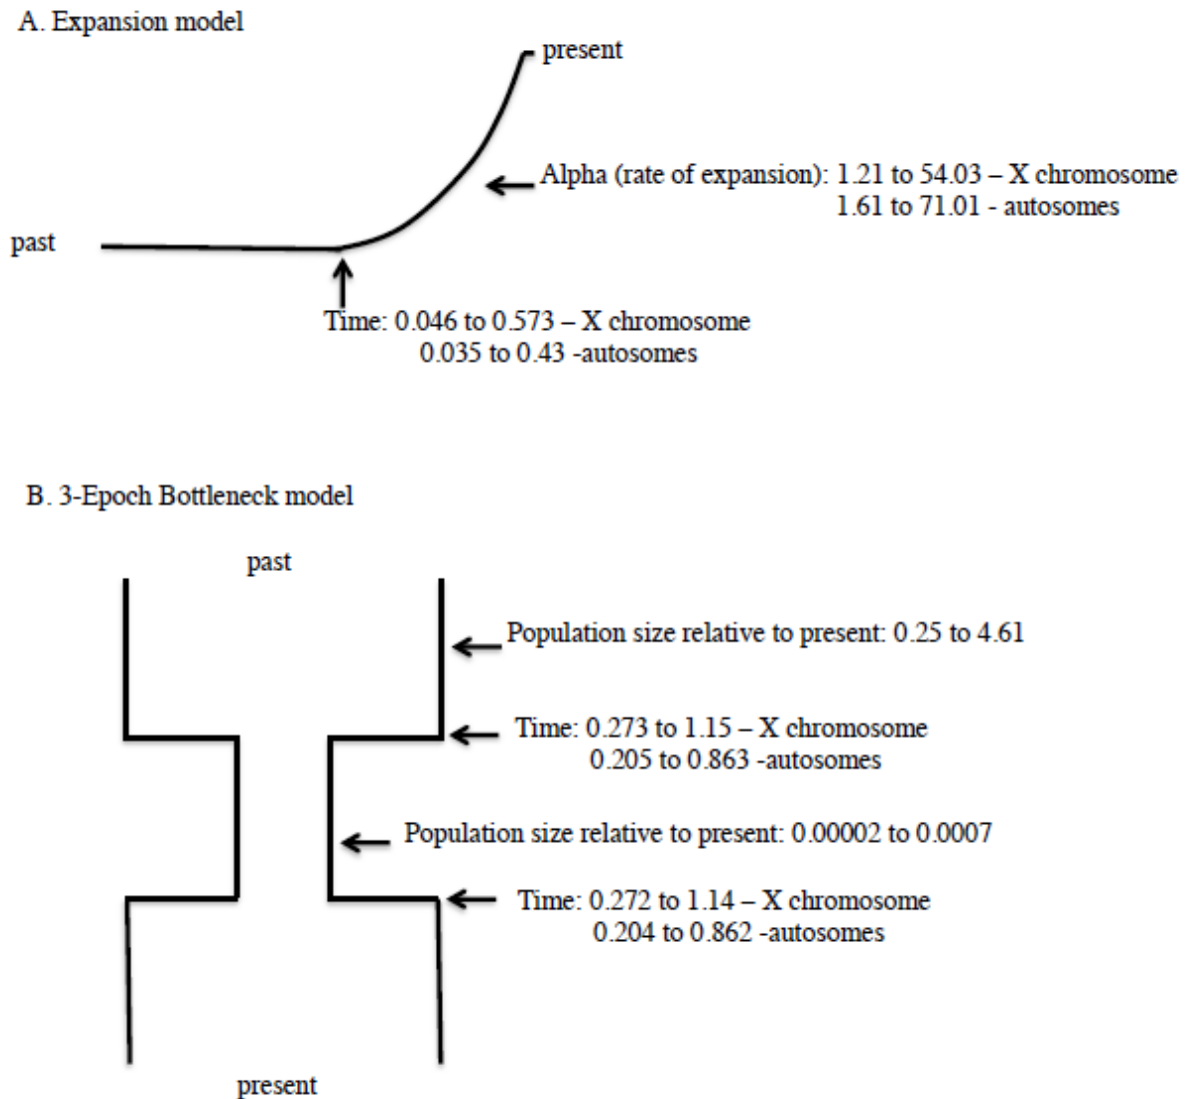 A. Expansion model
present
Alpha (rate of expansion): 1.21 to 54.03 – X chromosome
1.61 to 71.01 - autosomes
past
Time: 0.046 to 0.573 – X chromosome
0.035 to 0.43 -autosomes
B. 3-Epoch Bottleneck model
past
Population size relative to present: 0.25 to 4.61
Time: 0.273 to 1.15 – X chromosome
0.205 to 0.863 -autosomes
Population size relative to present: 0.00002 to 0.0007
Time: 0.272 to 1.14 – X chromosome
0.204 to 0.862 -autosomes
present